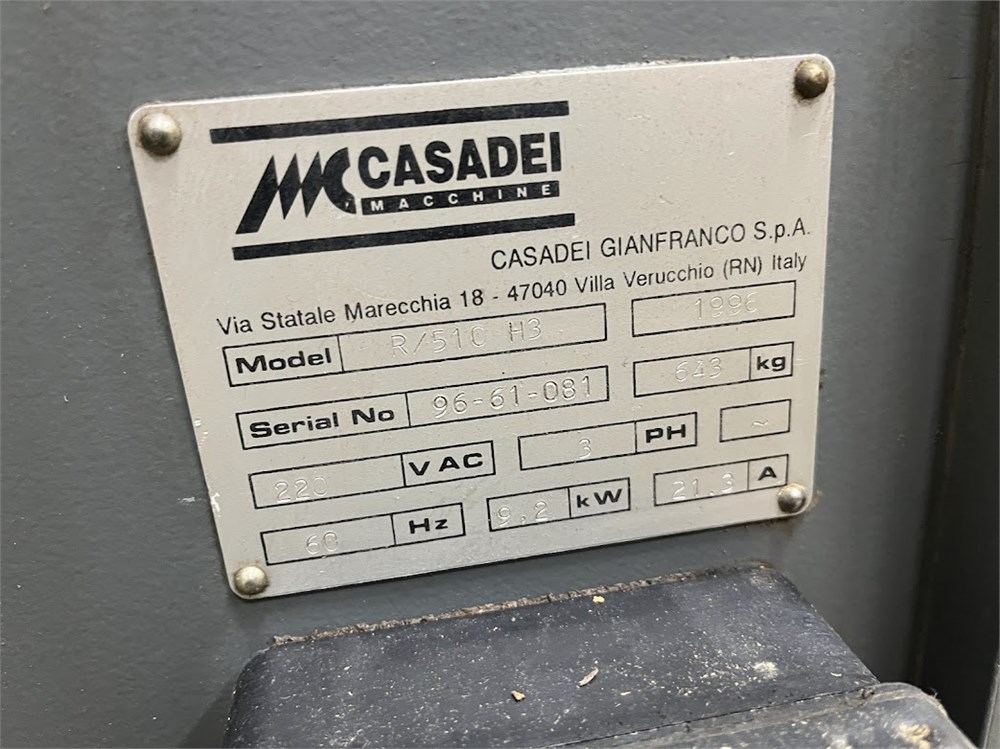 CASADEI
MACCHINE
CASADEI GIANFRANCO S.p.A.
Via Statale Marecchia 18 - 47040 Villa Verucchio (RN) Italy
Model R/510 H3 1996
Serial No 96-61-081 643 kg
220 V AC 3 PH ~
60 Hz 9,2 kW 21.3 A